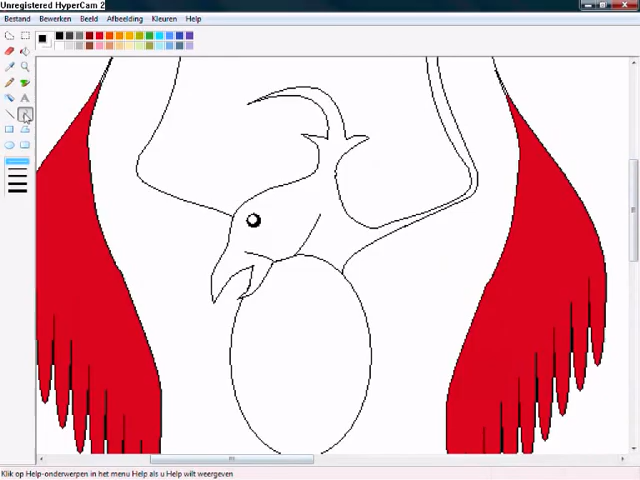 Unregistered HyperCam 2
Bestand Bewerken Beeld Afbeelding Kleuren Help
A
Klik op Help-onderwerpen in het menu Help als u Help wilt weergeven